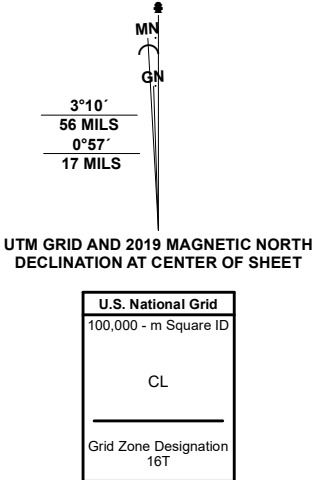 MN
GN
3°10´
56 MILS
0°57´
17 MILS
UTM GRID AND 2019 MAGNETIC NORTH
DECLINATION AT CENTER OF SHEET
U.S. National Grid
100,000 - m Square ID
CL
Grid Zone Designation
16T